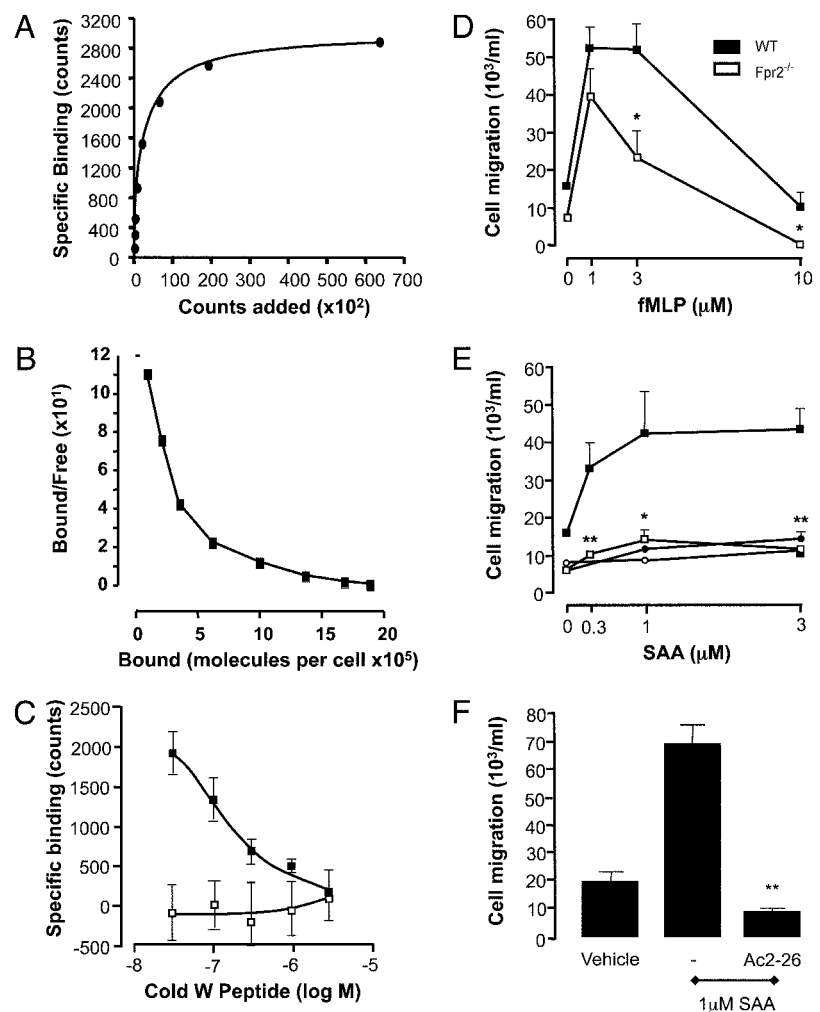 A
Specific Binding (counts)
3200
2800
2400
2000
1600
1200
800
400
0
0 100 200 300 400 500 600 700
Counts added (x10²)
B
Bound/Free (x10¹)
12
10
8
6
4
2
0
0 5 10 15 20
Bound (molecules per cell x10⁵)
C
Specific binding (counts)
2500
2000
1500
1000
500
0
-500
-8 -7 -6 -5
Cold W Peptide (log M)
D
Cell migration (10³/ml)
60
50
40
30
20
10
0
WT
Fpr2-/-
*
*
0 1 3 10
fMLP (μM)
E
Cell migration (10³/ml)
60
50
40
30
20
10
0
**
*
**
0 0.3 1 3
SAA (μM)
F
Cell migration (10³/ml)
80
70
60
50
40
30
20
10
0
**
Vehicle - Ac2-26
1μM SAA